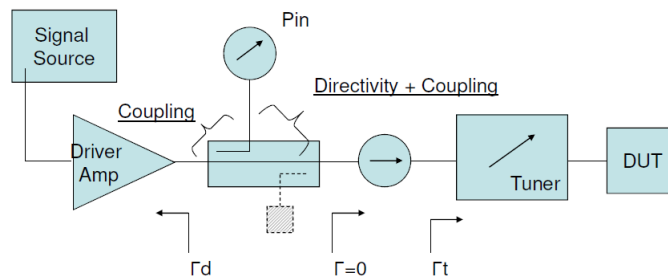 Signal
Source
Pin
Coupling
Directivity + Coupling
Driver
Amp
Tuner
DUT
Γd
Γ=0
Γt